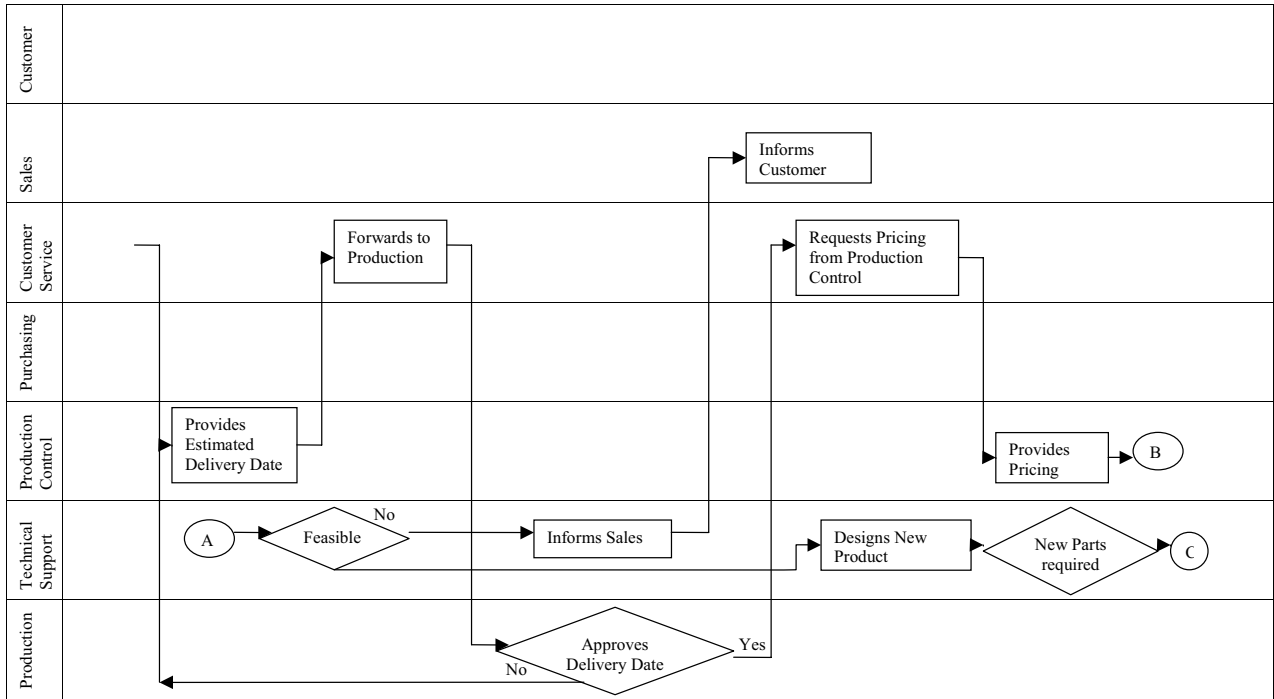 Customer
Sales
Informs
Customer
Customer
Service
Forwards to
Production
Requests Pricing
from Production
Control
Purchasing
Production
Control
Provides
Estimated
Delivery Date
Provides
Pricing
B
Technical
Support
A
Feasible
No
Informs Sales
Designs New
Product
New Parts
required
C
Production
Approves
Delivery Date
Yes
No